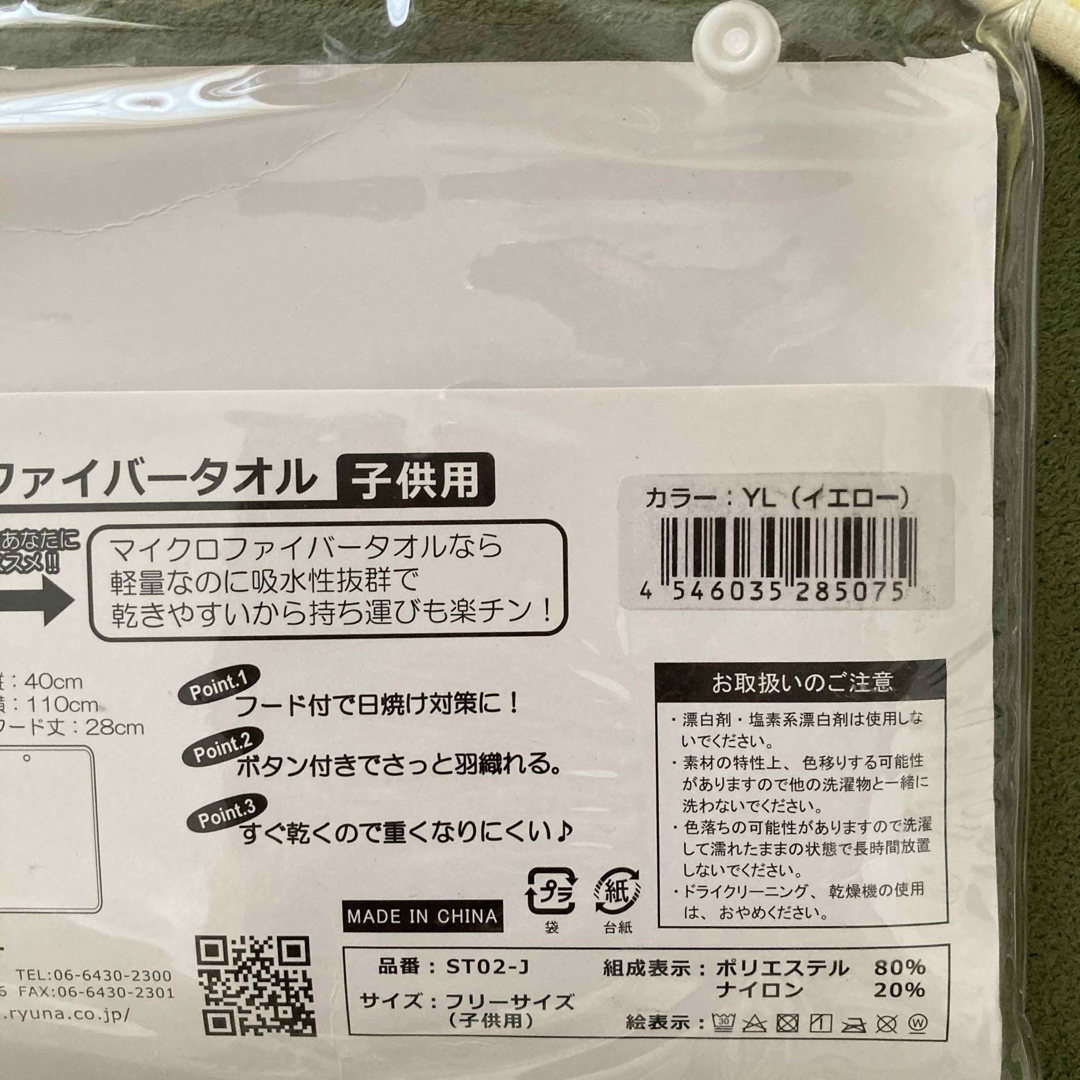 ファイバータオル 子供用
カラー：YL（イエロー）
4 546035 285075
あなたに
スメ!!
マイクロファイバータオルなら
軽量なのに吸水性抜群で
乾きやすいから持ち運びも楽チン！
：40cm
：110cm
ード丈：28cm
Point.1
フード付で日焼け対策に！
Point.2
ボタン付きでさっと羽織れる。
Point.3
すぐ乾くので重くなりにくい♪
お取扱いのご注意
・漂白剤・塩素系漂白剤は使用しな
いでください。
・素材の特性上、色移りする可能性
がありますので他の洗濯物と一緒に
洗わないでください。
・色落ちの可能性がありますので洗濯
して濡れたままの状態で長時間放置
しないでください。
・ドライクリーニング、乾燥機の使用
は、おやめください。
プラ
袋
紙
台紙
MADE IN CHINA
TEL:06-6430-2300
6 FAX:06-6430-2301
.ryuna.co.jp/
品番：ST02-J
サイズ：フリーサイズ
（子供用）
組成表示：ポリエステル 80%
ナイロン 20%
絵表示：
30
W